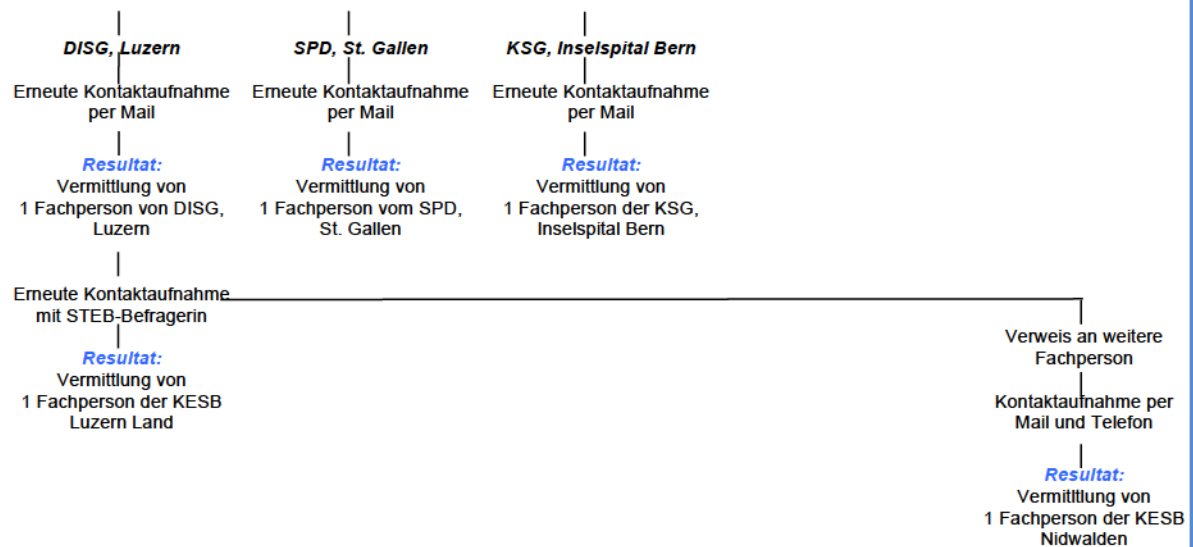 DISG, Luzern
Erneute Kontaktaufnahme
per Mail
Resultat:
Vermittlung von
1 Fachperson von DISG,
Luzern
Erneute Kontaktaufnahme
mit STEB-Befragerin
Resultat:
Vermittlung von
1 Fachperson der KESB
Luzern Land
SPD, St. Gallen
Erneute Kontaktaufnahme
per Mail
Resultat:
Vermittlung von
1 Fachperson vom SPD,
St. Gallen
KSG, Inselspital Bern
Erneute Kontaktaufnahme
per Mail
Resultat:
Vermittlung von
1 Fachperson der KSG,
Inselspital Bern
Verweis an weitere
Fachperson
Kontaktaufnahme per
Mail und Telefon
Resultat:
Vermitltlung von
1 Fachperson der KESB
Nidwalden